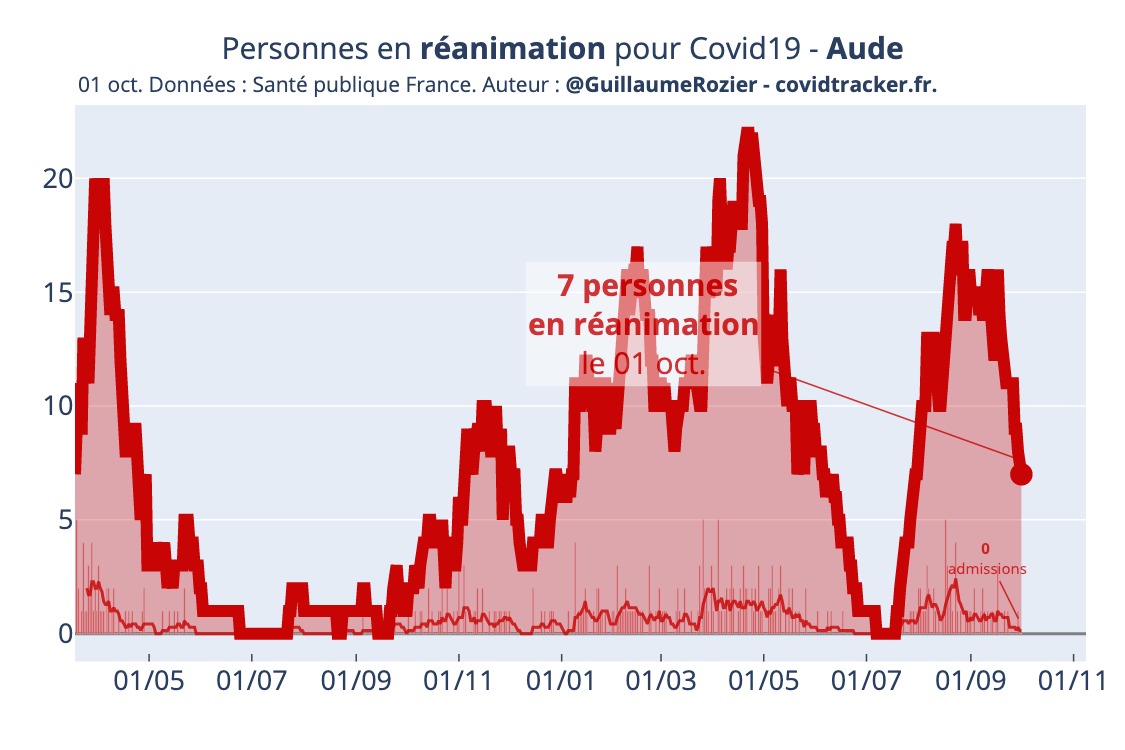 Personnes en réanimation pour Covid19 - Aude
01 oct. Données : Santé publique France. Auteur : @GuillaumeRozier - covidtracker.fr.
20
15
10
5
0
7 personnes
en réanimation
le 01 oct.
0
admissions
01/05 01/07 01/09 01/11 01/01 01/03 01/05 01/07 01/09 01/11